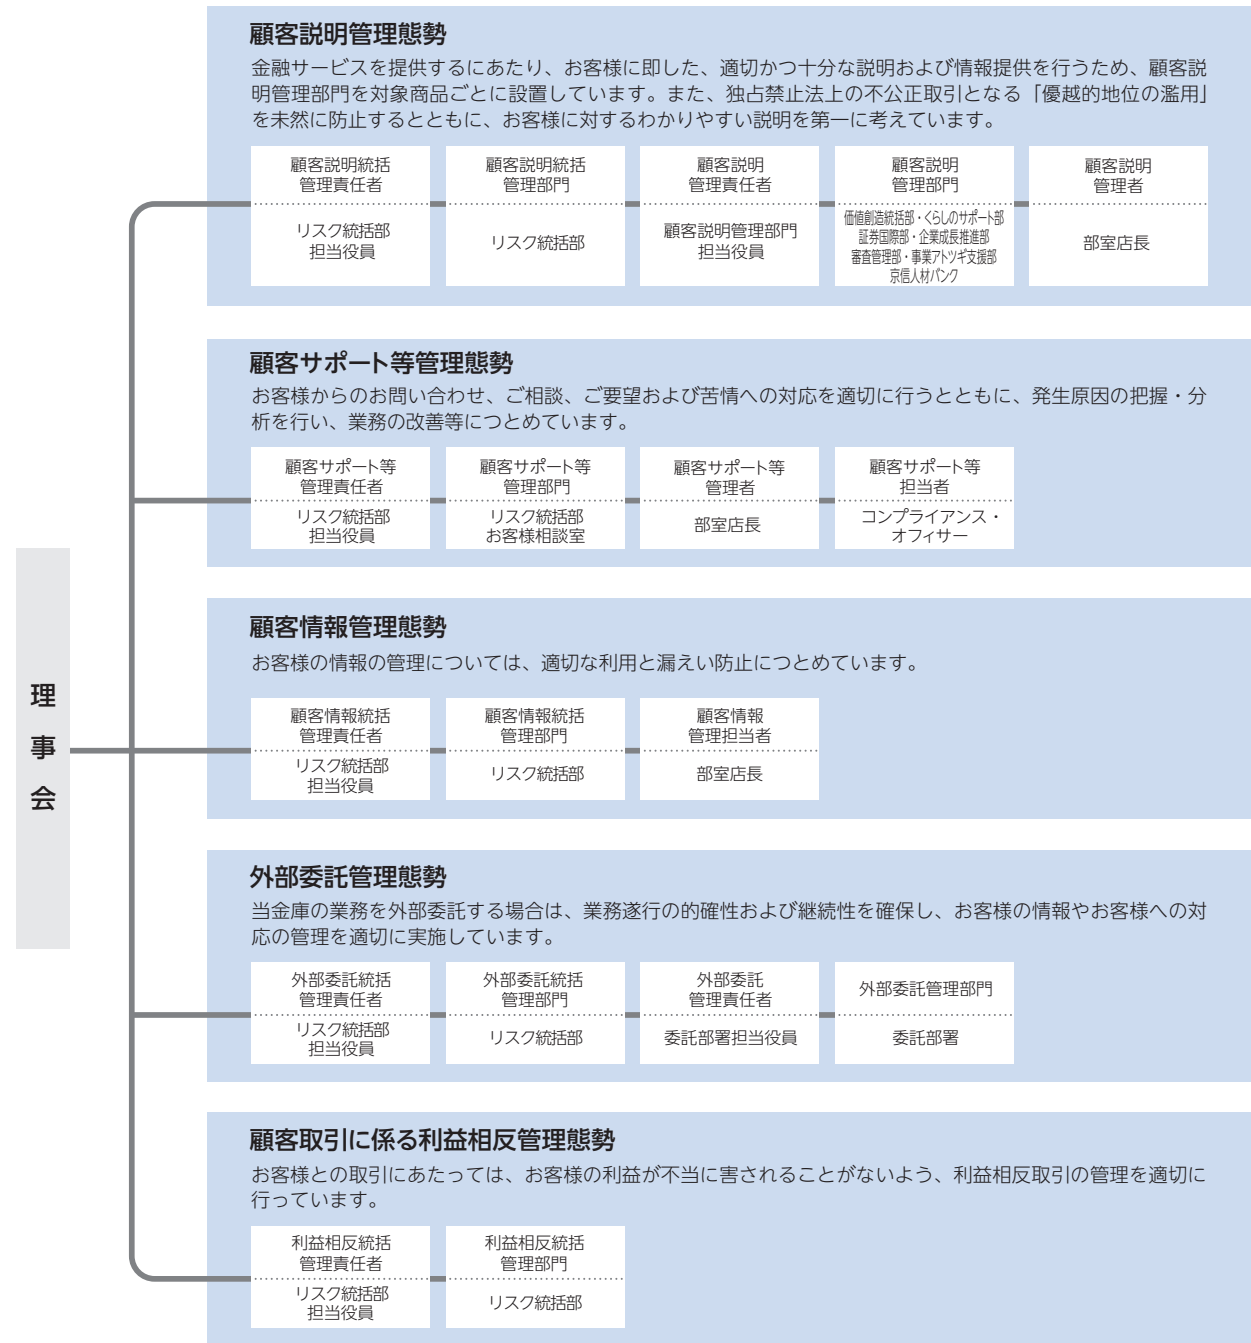 理
事
会
顧客説明管理態勢
金融サービスを提供するにあたり、お客様に即した、適切かつ十分な説明および情報提供を行うため、顧客説
明管理部門を対象商品ごとに設置しています。また、独占禁止法上の不公正取引となる「優越的地位の濫用」
を未然に防止するとともに、お客様に対するわかりやすい説明を第一に考えています。
顧客説明統括
管理責任者
リスク統括部
担当役員
顧客説明統括
管理部門
リスク統括部
顧客説明
管理責任者
顧客説明管理部門
担当役員
顧客説明
管理部門
価値創造統括部・くらしのサポート部
証券国際部・企業成長推進部
審査管理部・事業アトツギ支援部
京信人材バンク
顧客説明
管理者
部室店長
顧客サポート等管理態勢
お客様からのお問い合わせ、ご相談、ご要望および苦情への対応を適切に行うとともに、発生原因の把握・分
析を行い、業務の改善等につとめています。
顧客サポート等
管理責任者
リスク統括部
担当役員
顧客サポート等
管理部門
リスク統括部
お客様相談室
顧客サポート等
管理者
部室店長
顧客サポート等
担当者
コンプライアンス・
オフィサー
顧客情報管理態勢
お客様の情報の管理については、適切な利用と漏えい防止につとめています。
顧客情報統括
管理責任者
リスク統括部
担当役員
顧客情報統括
管理部門
リスク統括部
顧客情報
管理担当者
部室店長
外部委託管理態勢
当金庫の業務を外部委託する場合は、業務遂行の的確性および継続性を確保し、お客様の情報やお客様への対
応の管理を適切に実施しています。
外部委託統括
管理責任者
リスク統括部
担当役員
外部委託統括
管理部門
リスク統括部
外部委託
管理責任者
委託部署担当役員
外部委託管理部門
委託部署
顧客取引に係る利益相反管理態勢
お客様との取引にあたっては、お客様の利益が不当に害されることがないよう、利益相反取引の管理を適切に
行っています。
利益相反統括
管理責任者
リスク統括部
担当役員
利益相反統括
管理部門
リスク統括部